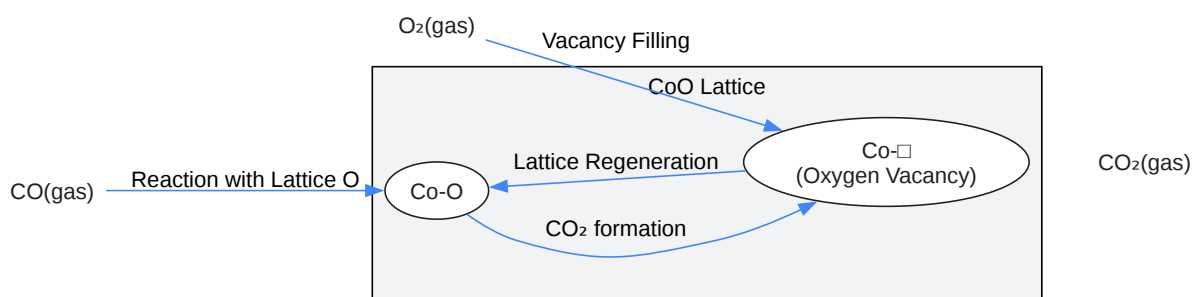 O₂(gas)
Vacancy Filling
CoO Lattice
Co-□
(Oxygen Vacancy)
CO₂(gas)
Lattice Regeneration
Reaction with Lattice O
CO(gas)
Co-O
CO₂ formation